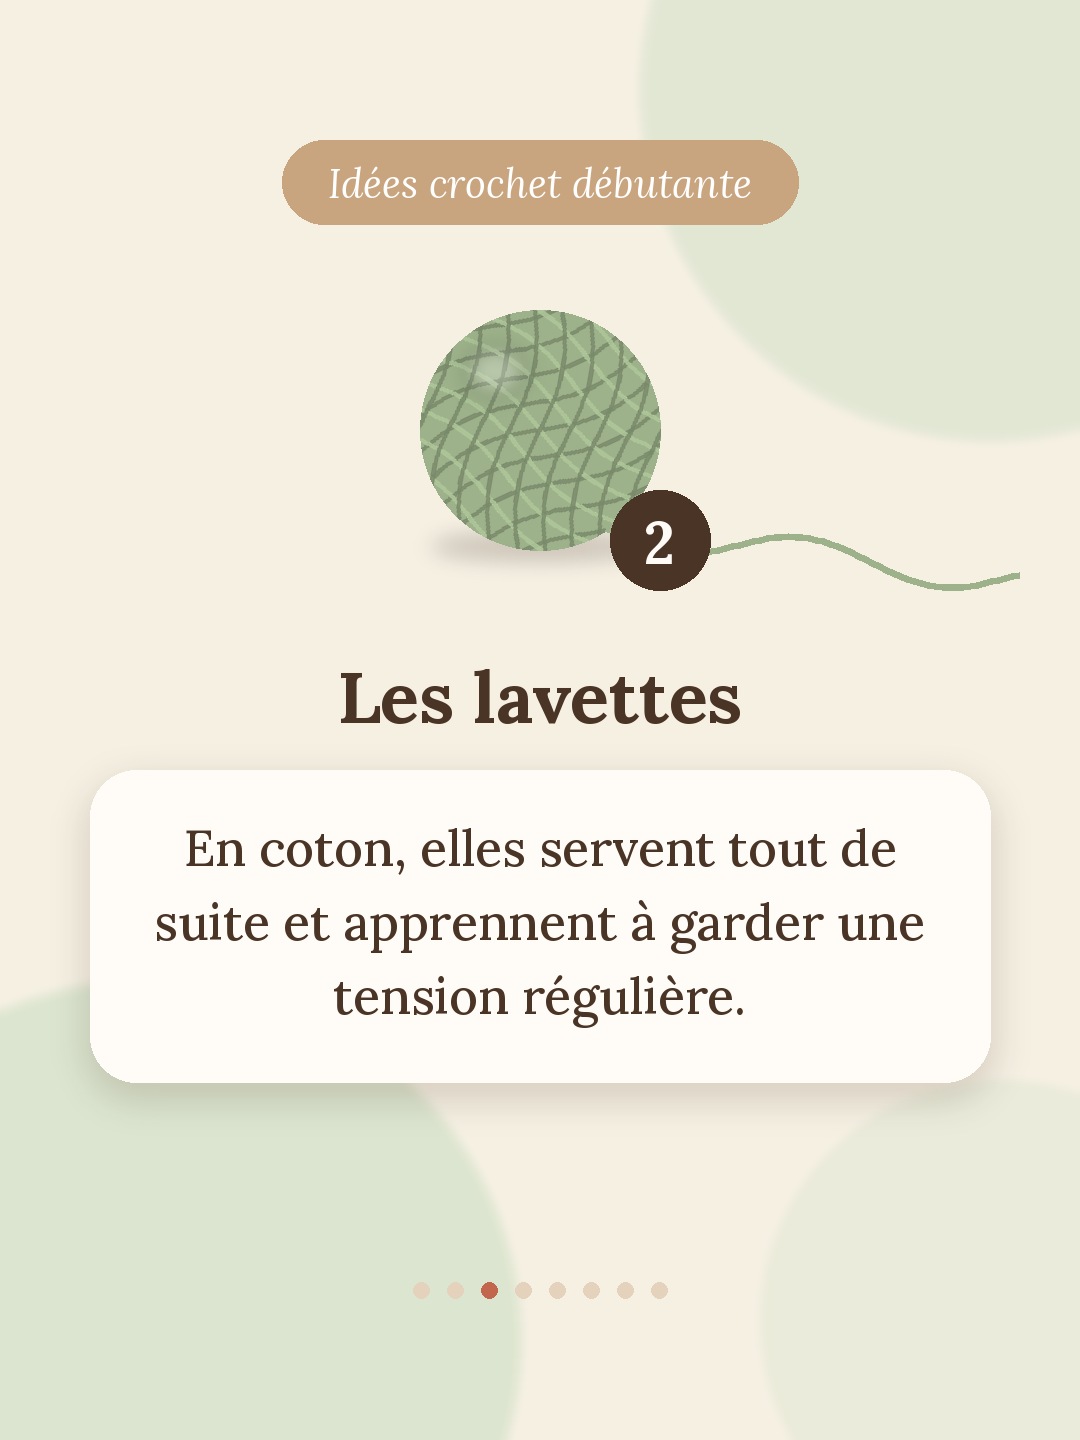 Idées crochet débutante
2
Les lavettes
En coton, elles servent tout de
suite et apprennent à garder une
tension régulière.